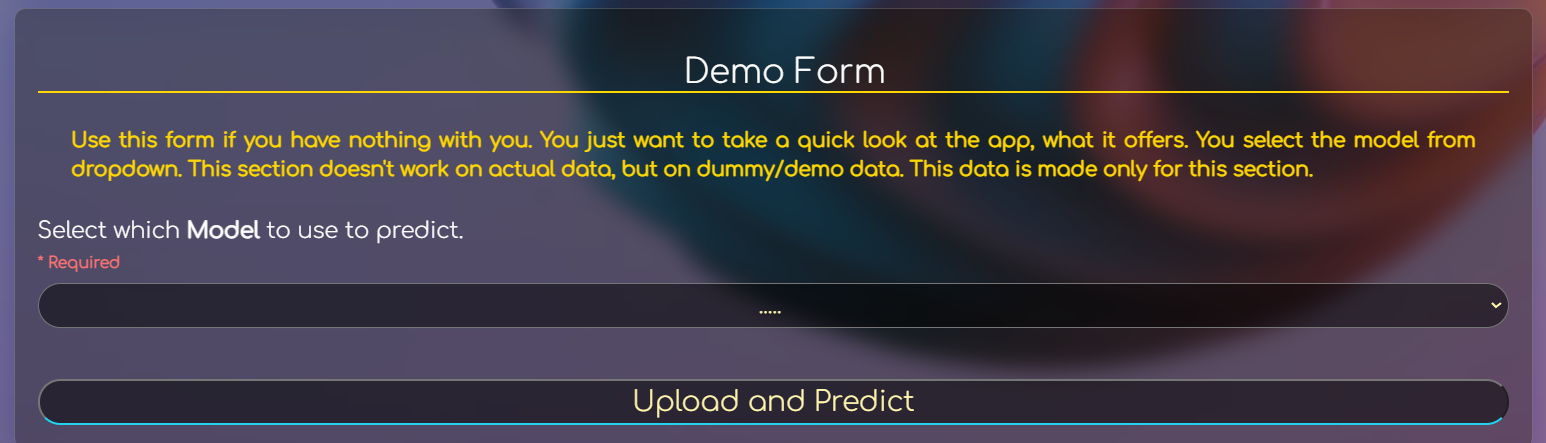 Demo Form
Use this form if you have nothing with you. You just want to take a quick look at the app, what it offers. You select the model from
dropdown. This section doesn't work on actual data, but on dummy/demo data. This data is made only for this section.
Select which Model to use to predict.
* Required
.....
Upload and Predict